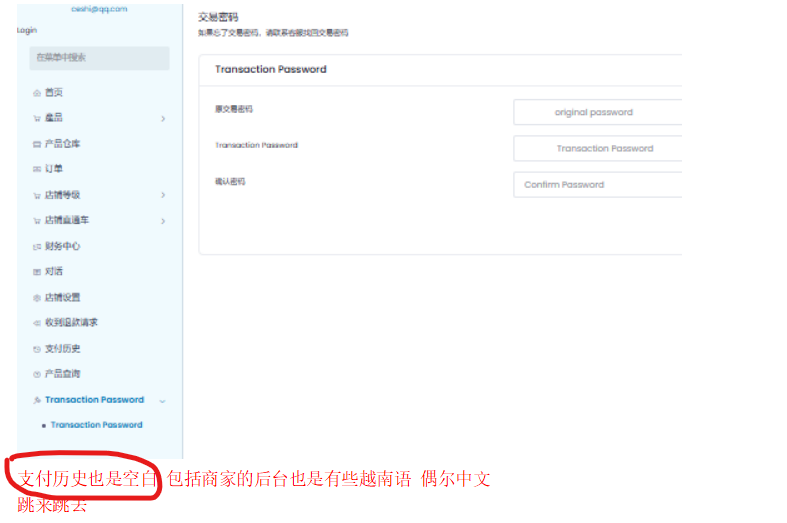 ceshi@qq.com
Login
在菜单中搜索
首页
產品
产品仓库
订单
店铺等级
店铺直通车
财务中心
对话
店铺设置
收到退款请求
支付历史
产品查询
Transaction Password
Transaction Password
交易密码
如果忘了交易密码，请联系客服找回交易密码
Transaction Password
原交易密码
original password
Transaction Password
Transaction Password
确认密码
Confirm Password
支付历史也是空白 包括商家的后台也是有些越南语 偶尔中文
跳来跳去